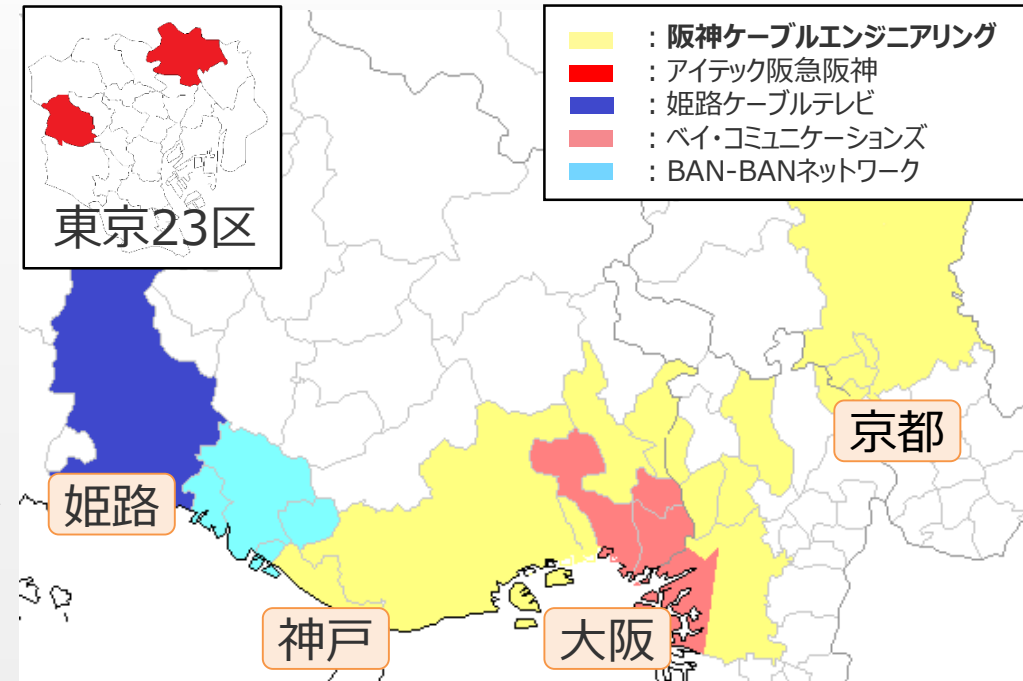 東京23区
：阪神ケーブルエンジニアリング
：アイテック阪急阪神
：姫路ケーブルテレビ
：ベイ・コミュニケーションズ
：BAN-BANネットワーク
京都
姫路
神戸
大阪